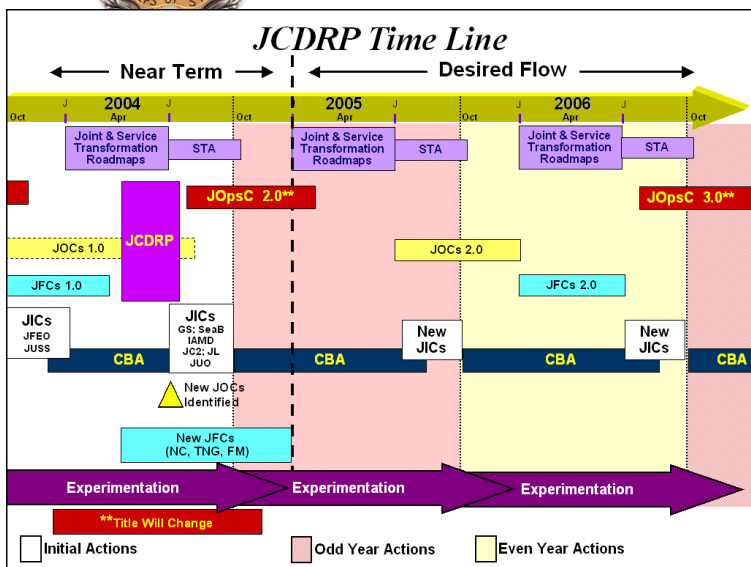 JCDRP Time Line
Near Term
Desired Flow
J 2004 J 2005 J 2006 J
Oct Apr Oct Apr Oct Apr Oct
Joint & Service
Transformation
Roadmaps
STA
Joint & Service
Transformation
Roadmaps
STA
Joint & Service
Transformation
Roadmaps
STA
JOpsC 2.0**
JOpsC 3.0**
JCDRP
JOCs 1.0
JOCs 2.0
JFCs 1.0
JFCs 2.0
JICs
JFEO
JUSS
JICs
GS; SeaB
IAMD
JC2; JL
JUO
New
JICs
New
JICs
CBA
CBA
CBA
CBA
New JOCs
Identified
New JFCs
(NC, TNG, FM)
Experimentation
Experimentation
Experimentation
**Title Will Change
Initial Actions
Odd Year Actions
Even Year Actions